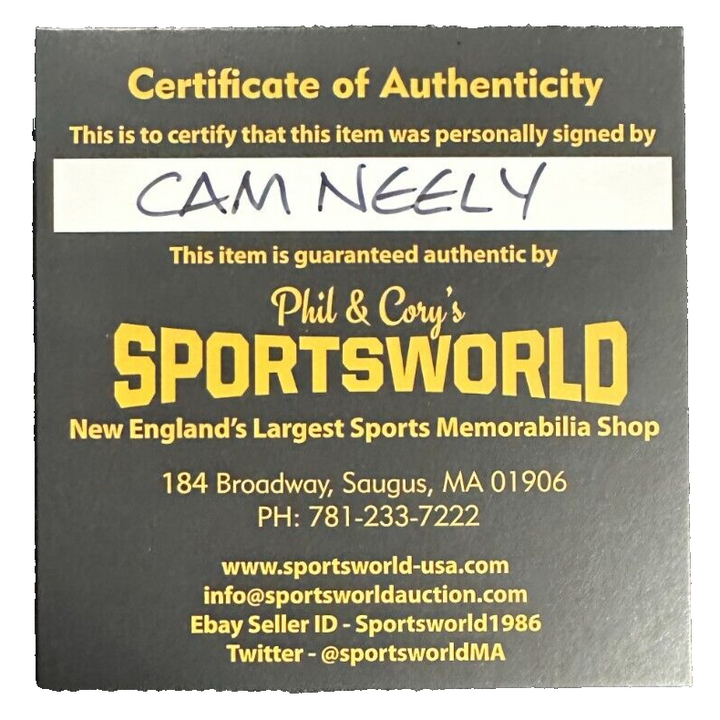 Certificate of Authenticity
This is to certify that this item was personally signed by
CAM NEELY
This item is guaranteed authentic by
Phil & Cory's
SPORTSWORLD
New England's Largest Sports Memorabilia Shop
184 Broadway, Saugus, MA 01906
PH: 781-233-7222
www.sportsworld-usa.com
info@sportsworldauction.com
Ebay Seller ID - Sportsworld1986
Twitter - @sportsworldMA